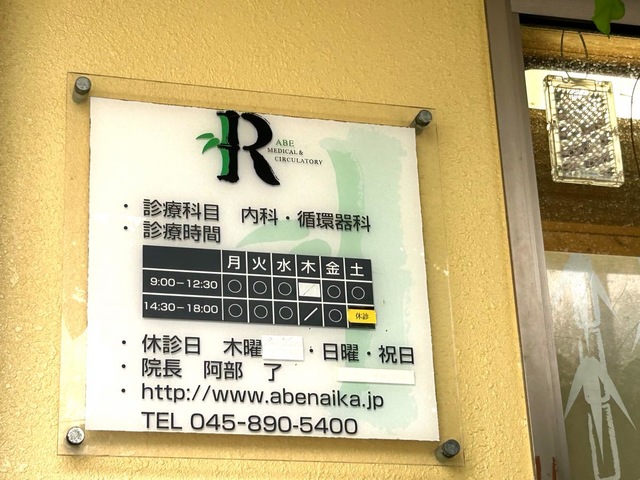 R
ABE
MEDICAL &
CIRCULATORY
・診療科目 内科・循環器科
・診療時間
月 火 水 木 金 土
9:00－12:30 ○ ○ ○ ／ ○ ○
14:30－18:00 ○ ○ ○ ／ ○ 休診
・休診日 木曜 ・日曜・祝日
・院長 阿部 了
・http://www.abenaika.jp
TEL 045-890-5400